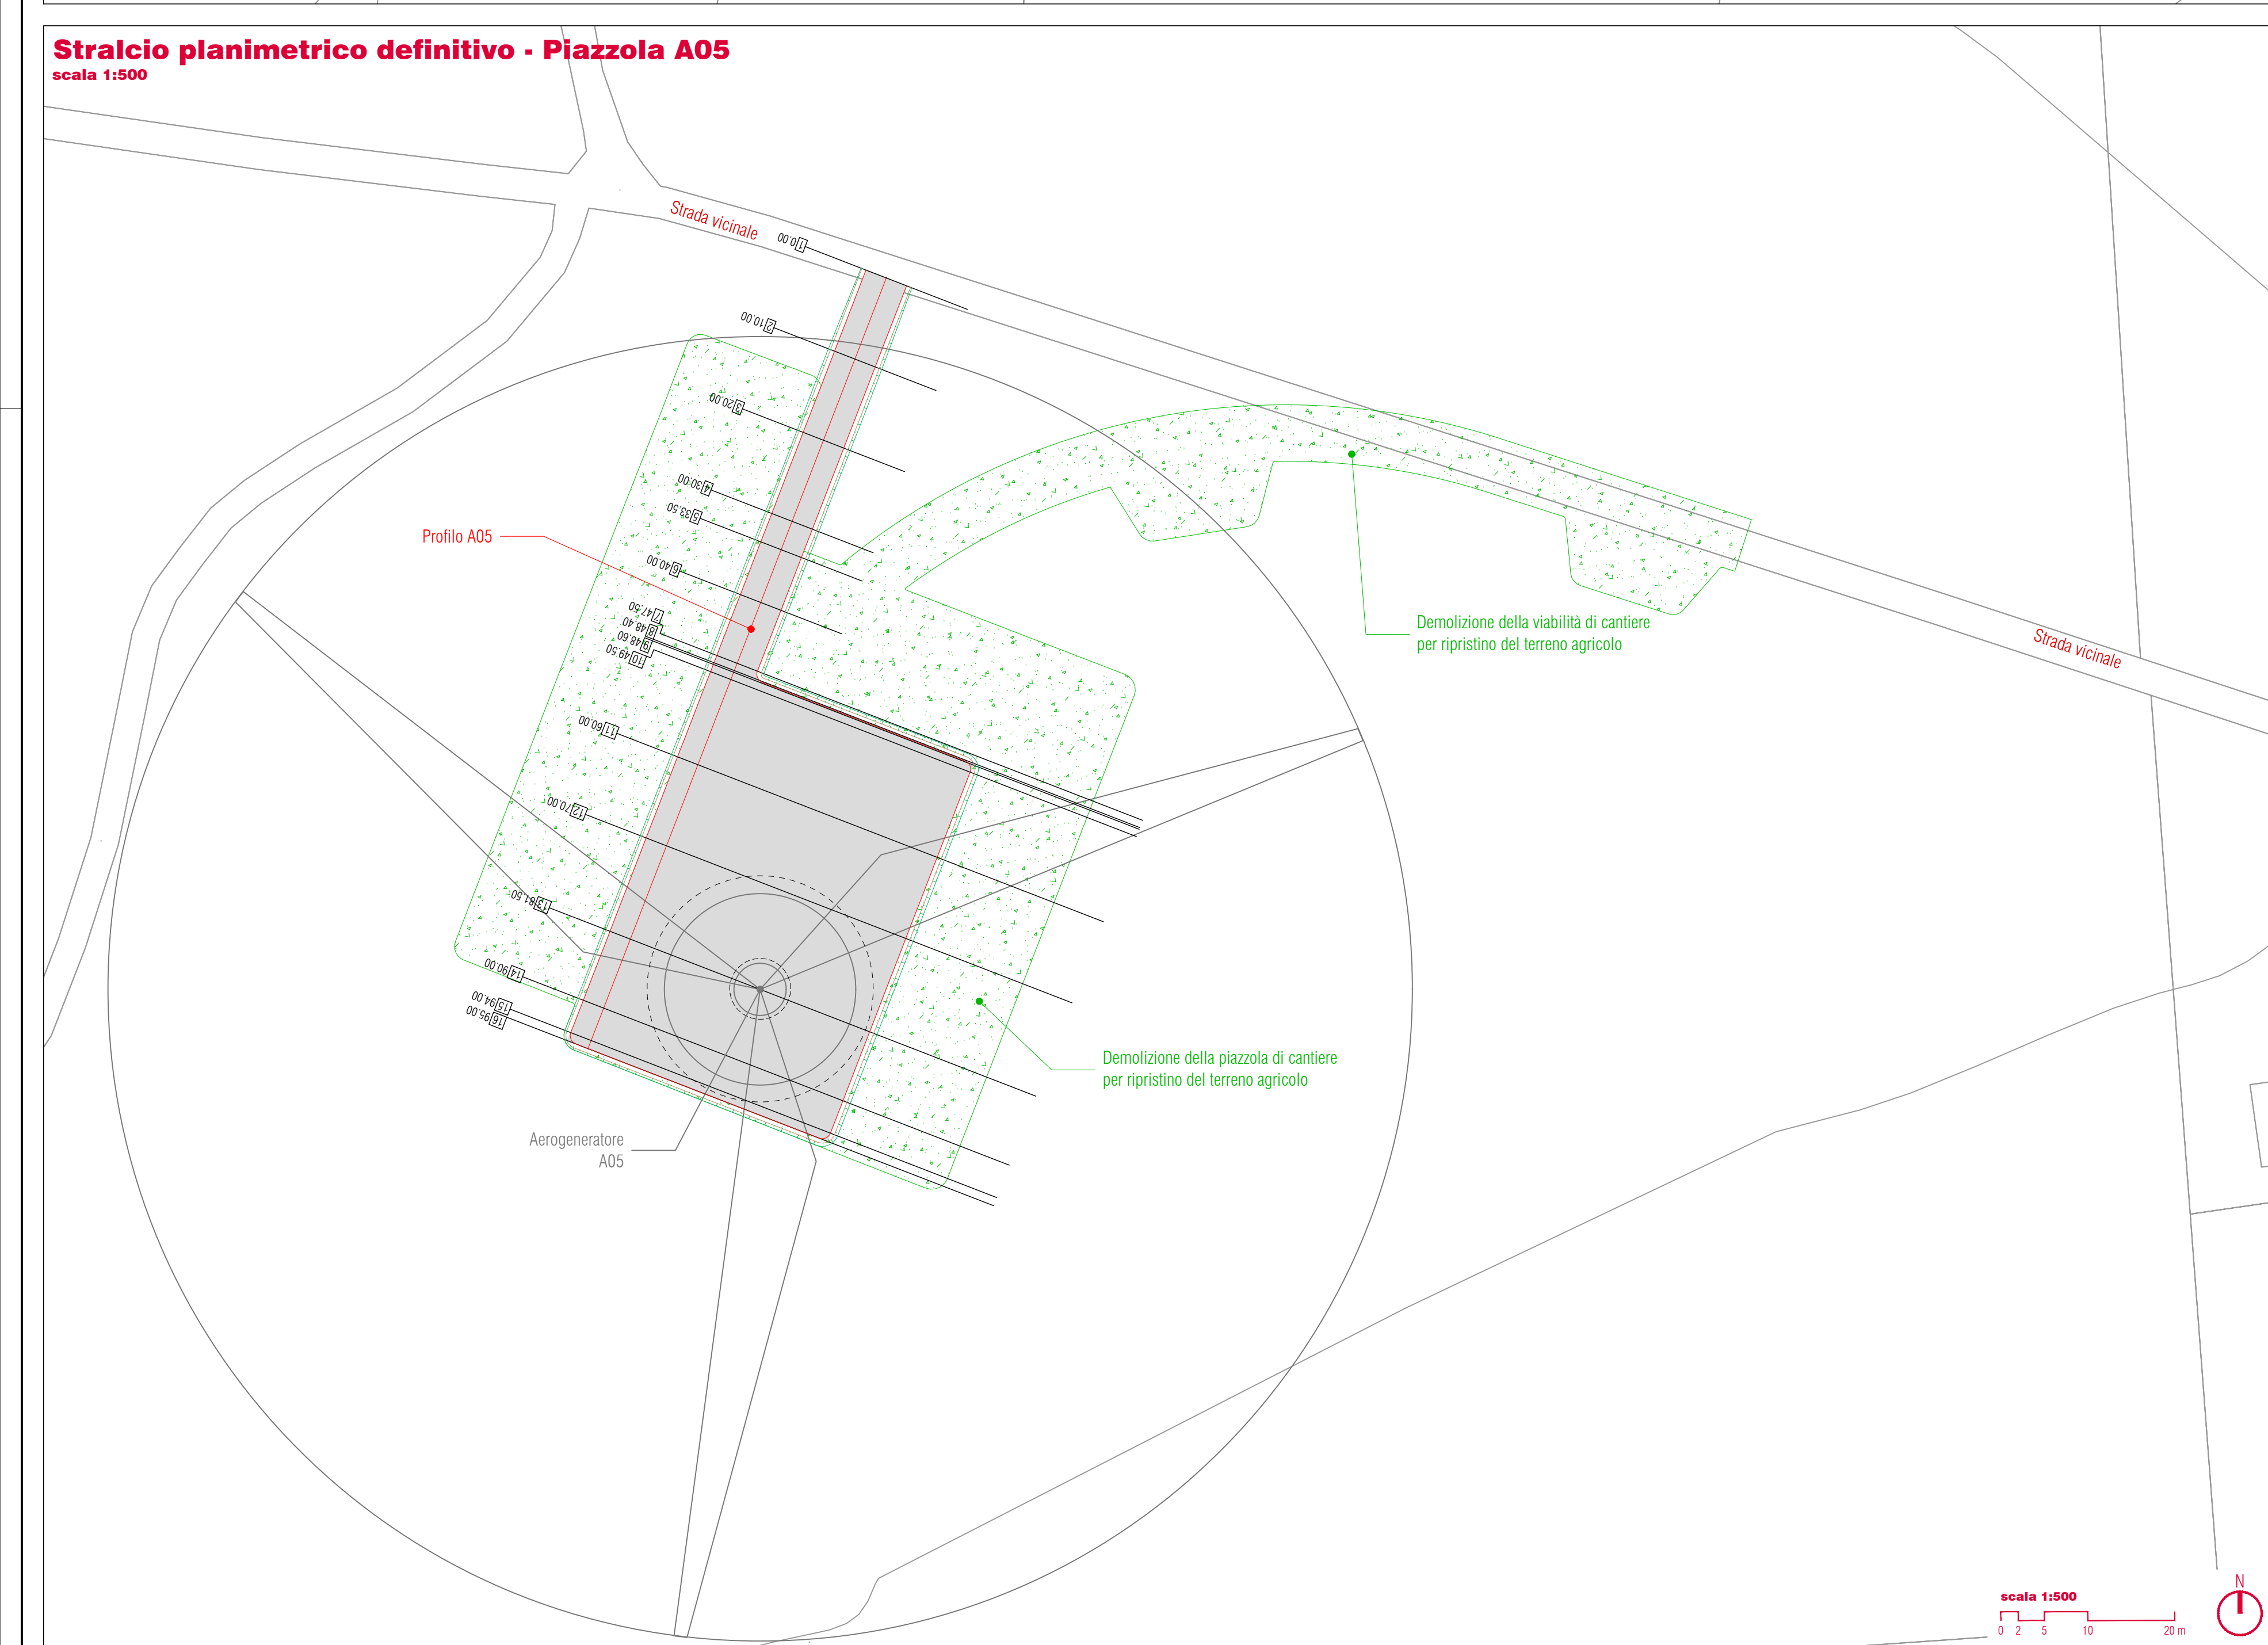 Stralcio planimetrico definitivo - Piazzola A05
scala 1:500
Strada vicinale
1 0.00
2 10.00
3 20.00
4 30.00
5 33.50
Profilo A05
6 40.00
7 47.50
8 48.40
9 48.60
10 49.50
Demolizione della viabilità di cantiere
per ripristino del terreno agricolo
Strada vicinale
11 60.00
12 70.00
13 81.50
14 90.00
15 94.00
16 95.00
Demolizione della piazzola di cantiere
per ripristino del terreno agricolo
Aerogeneratore
A05
N
scala 1:500
0 2 5 10 20 m